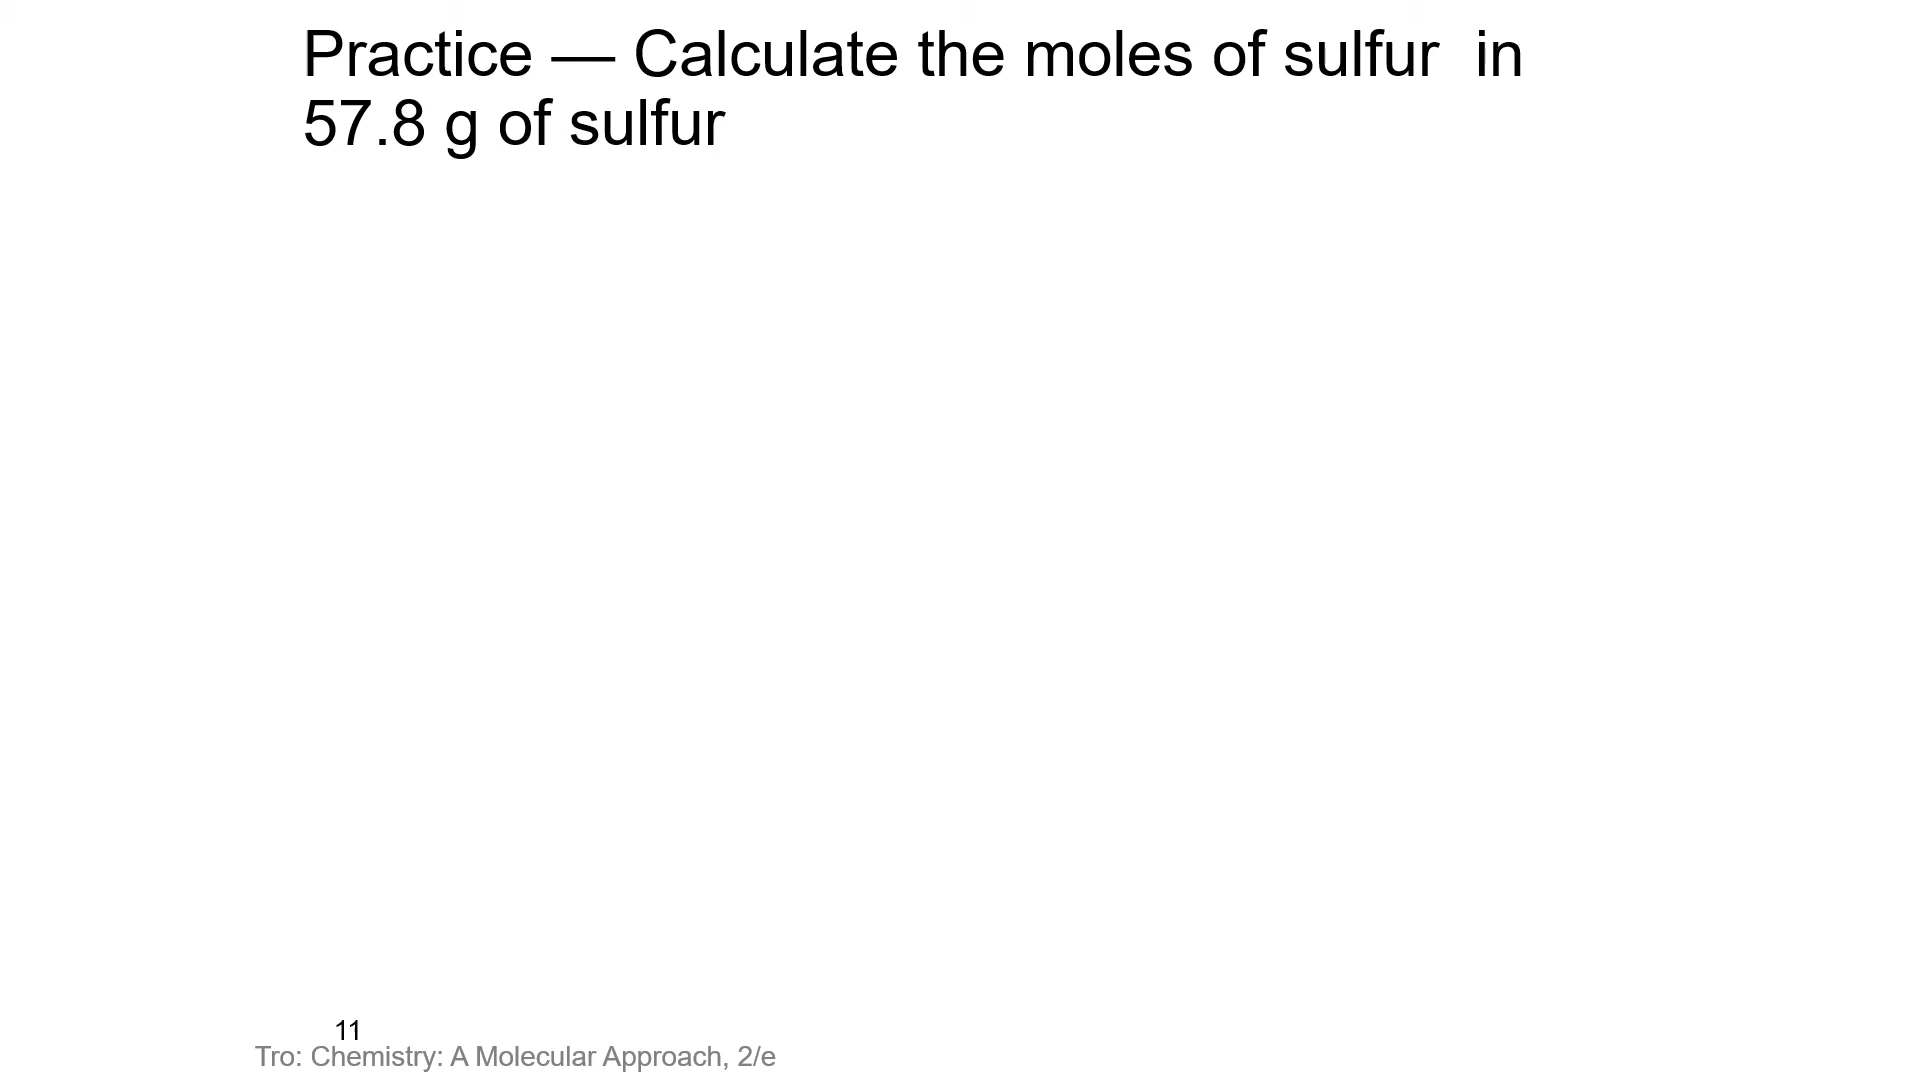 Practice — Calculate the moles of sulfur  in
57.8 g of sulfur
11
Tro: Chemistry: A Molecular Approach, 2/e